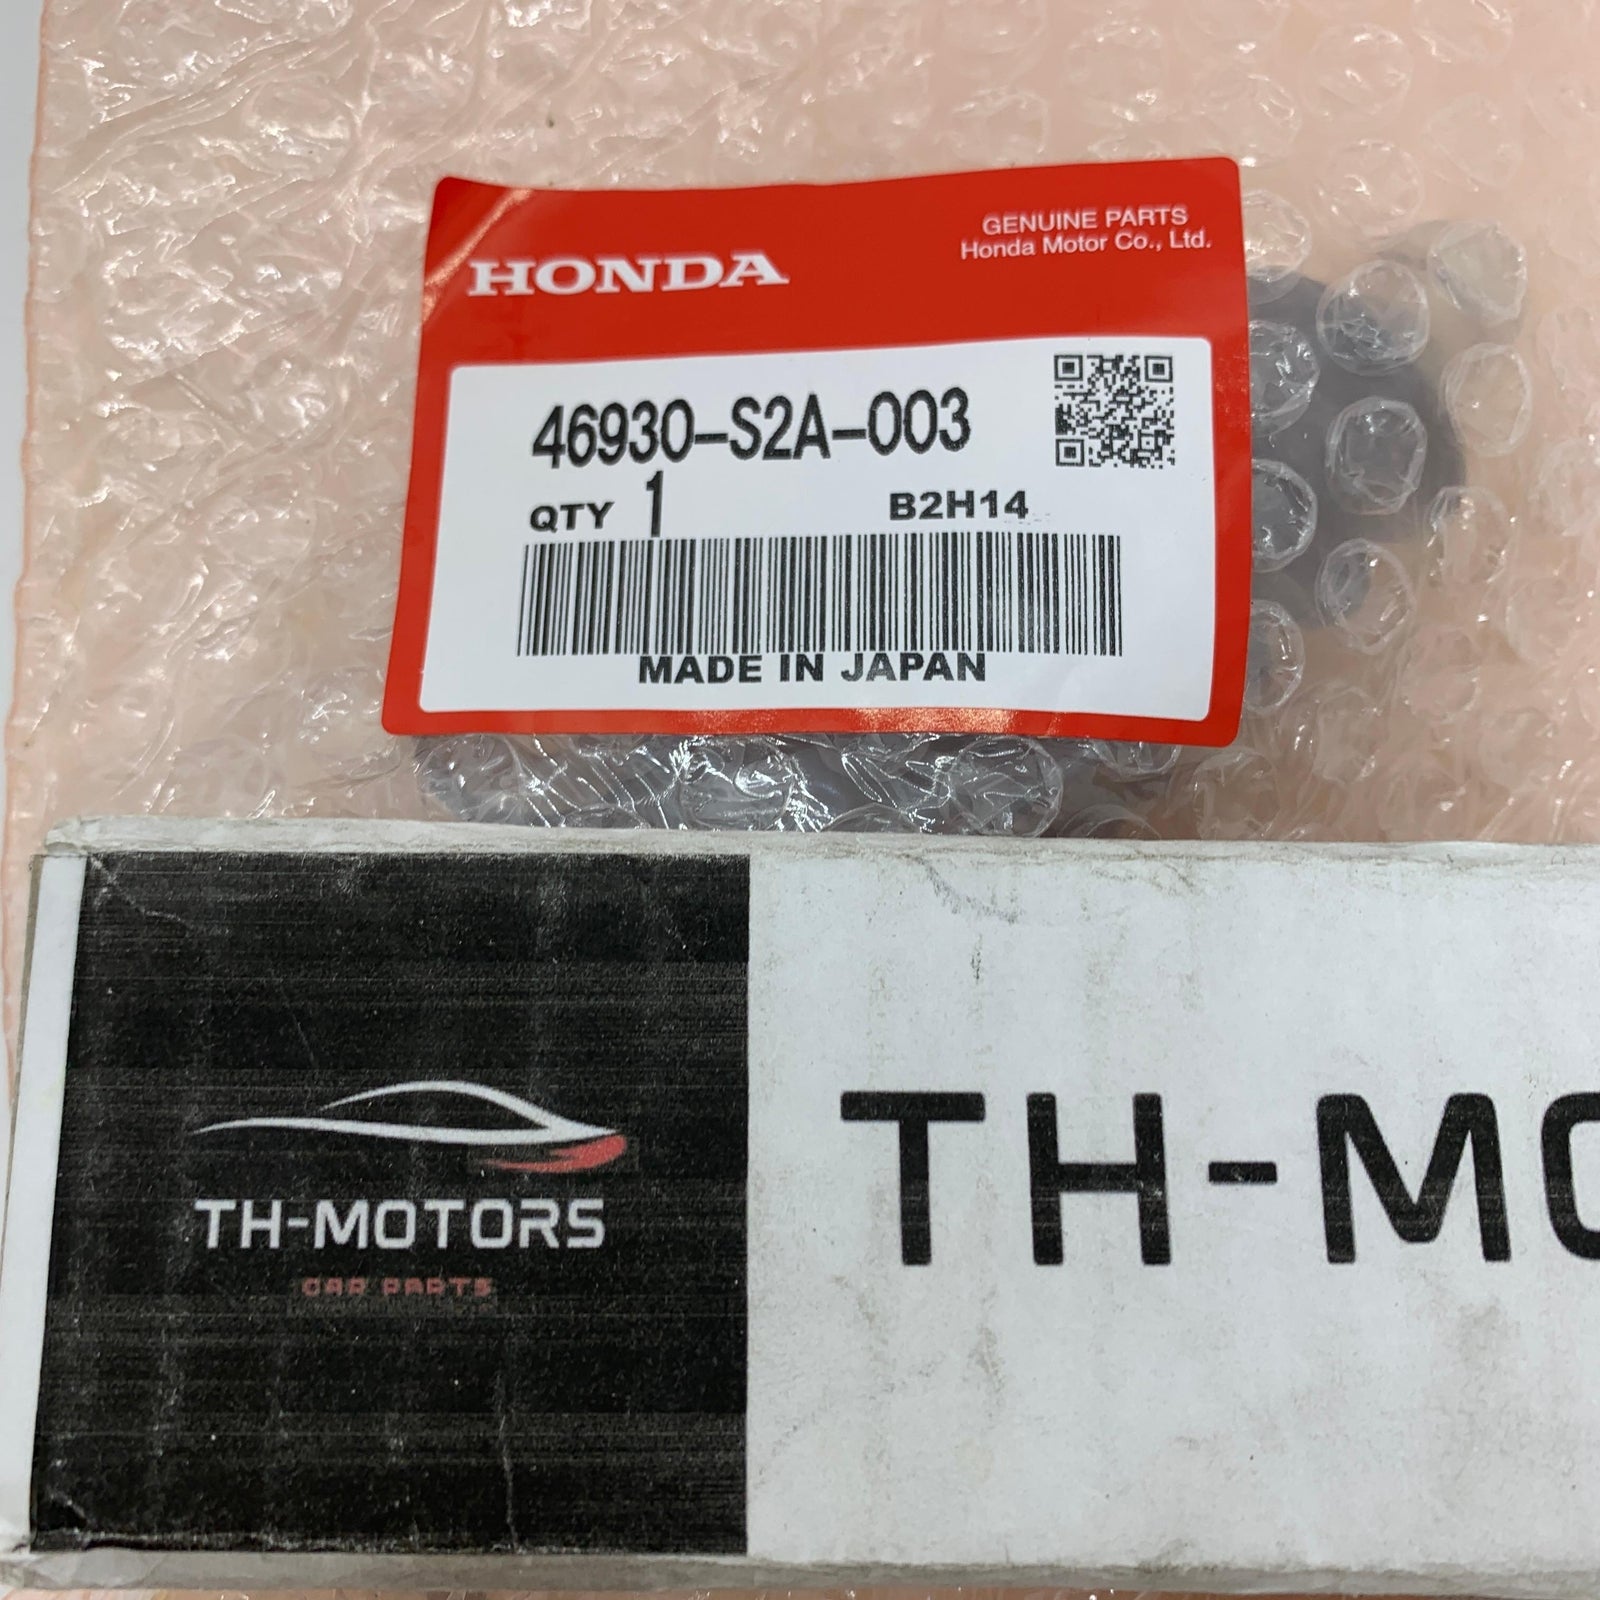 GENUINE PARTS
Honda Motor Co., Ltd.
HONDA
46930-S2A-003
QTY 1 B2H14
MADE IN JAPAN
TH-MOTORS
CAR PARTS
TH-MO